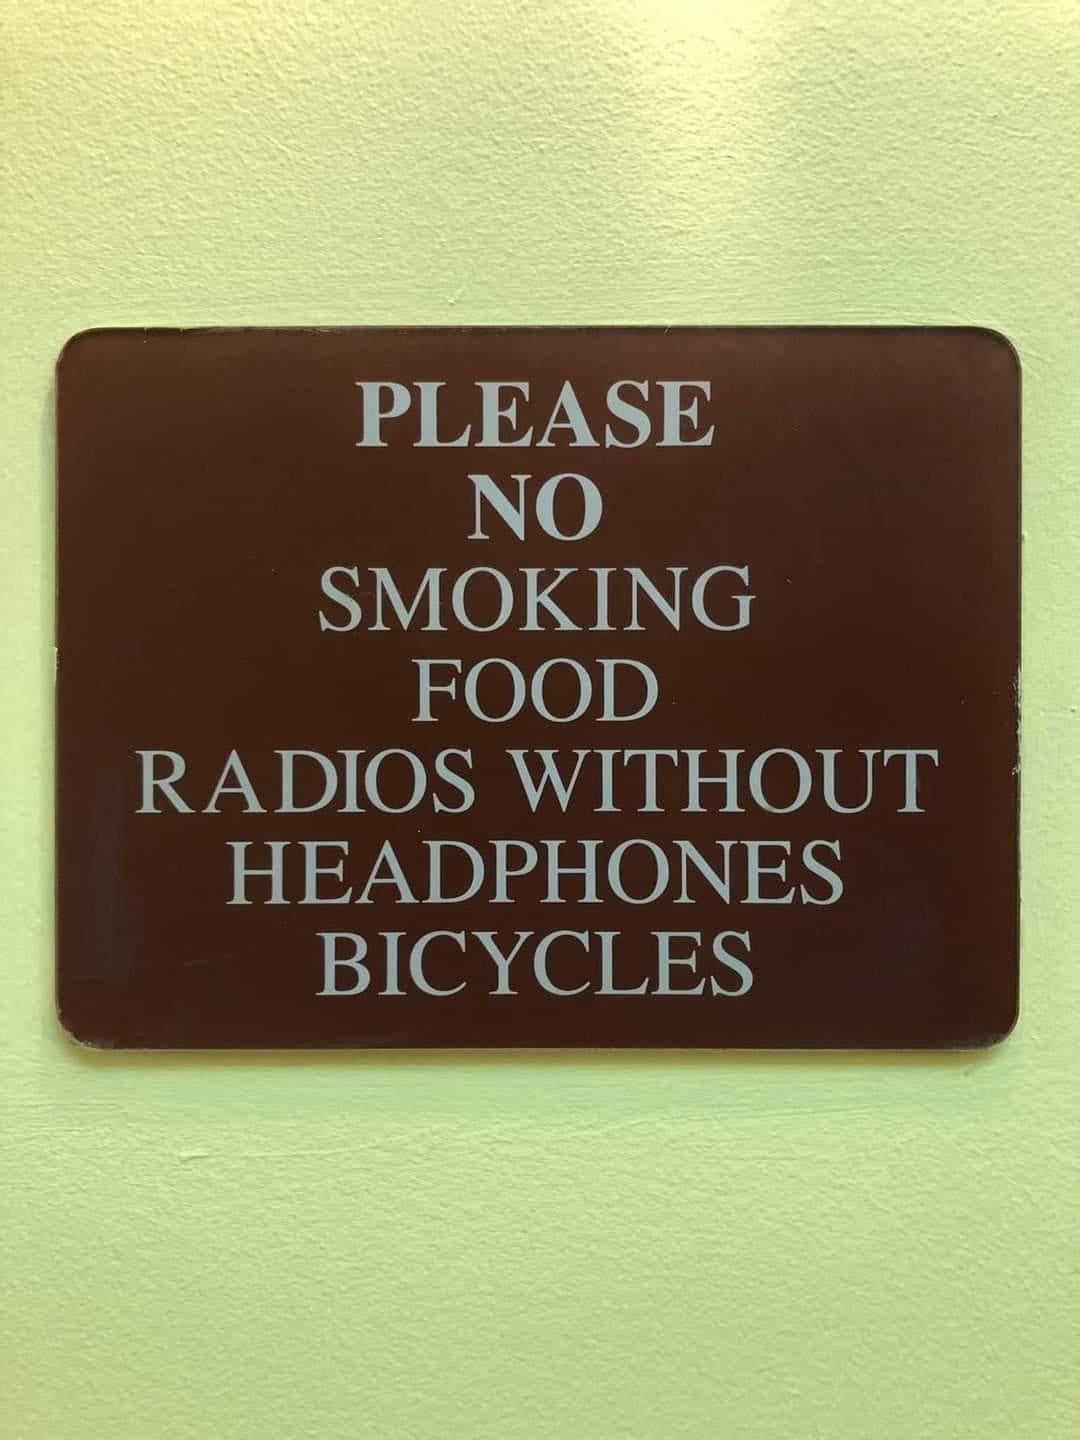 PLEASE
NO
SMOKING
FOOD
RADIOS WITHOUT
HEADPHONES
BICYCLES